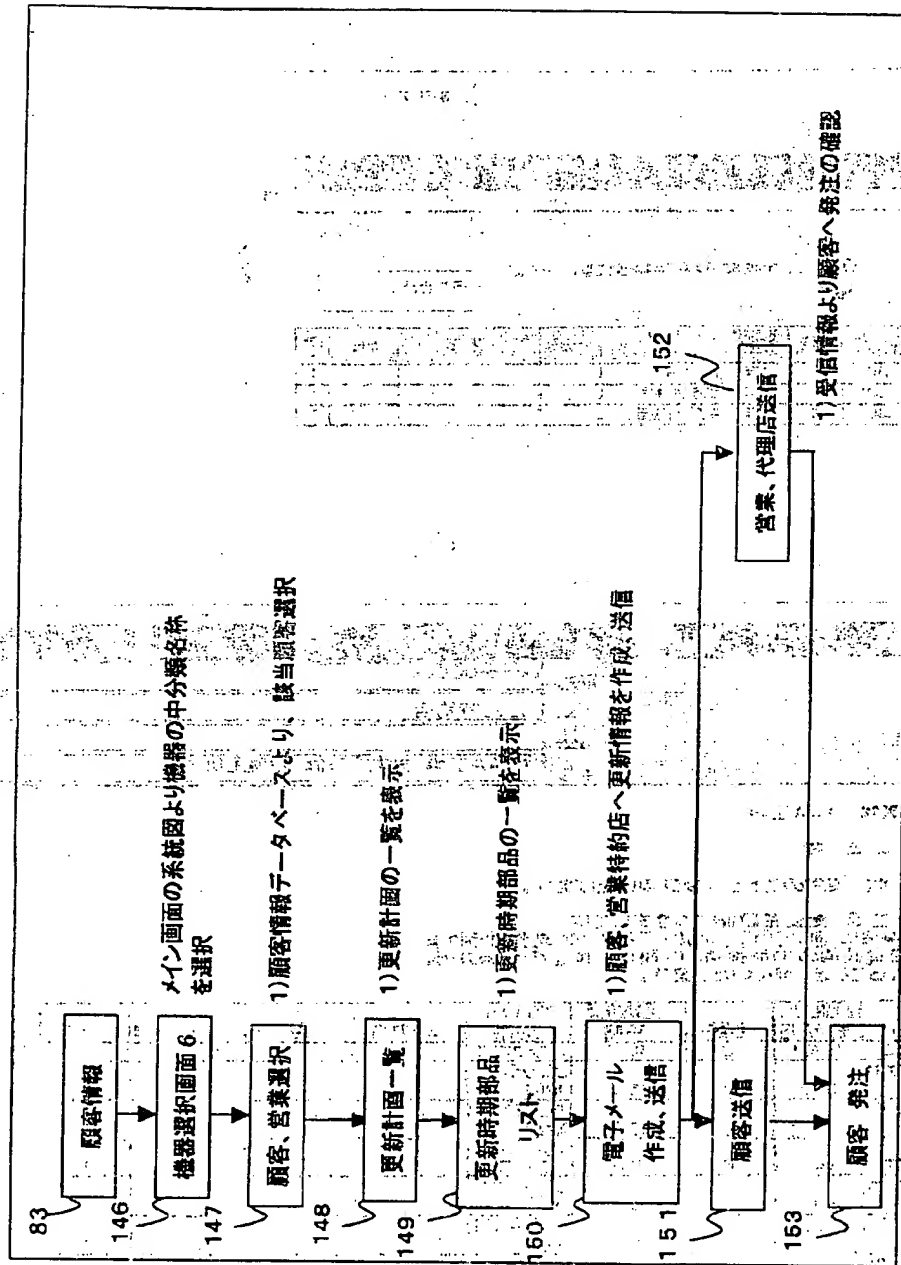 83
顧客情報
146
機器選択画面6
メイン画面の系統図より機器の中分類名称
を選択
147
顧客、営業選択
1)顧客情報データベースより、該当顧客選択
148
更新計画一覧
1)更新計画の一覧を表示
149
更新時期部品
リスト
1)更新時期部品の一覧を表示
150
電子メール
作成、送信
1)顧客、営業特約店へ更新情報を作成、送信
151
顧客送信
152
営業、代理店送信
1)受信情報より顧客へ発注の確認
153
顧客 発注